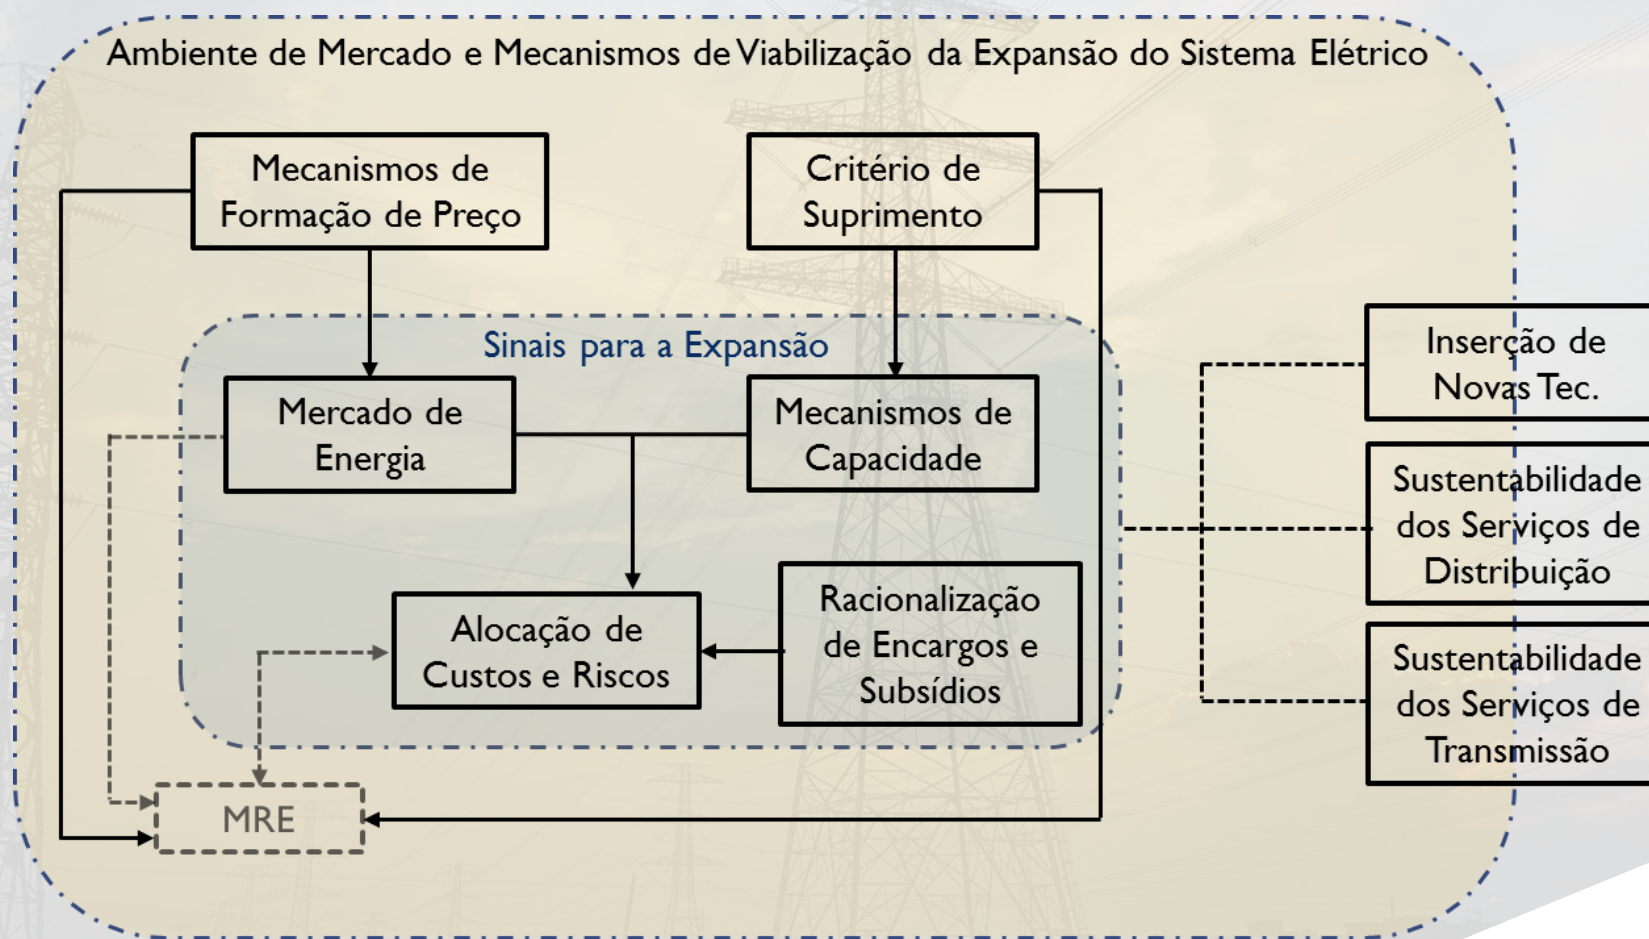 Ambiente de Mercado e Mecanismos de Viabilização da Expansão do Sistema Elétrico
Mecanismos de
Formação de Preço
Critério de
Suprimento
Sinais para a Expansão
Mercado de
Energia
Mecanismos de
Capacidade
Alocação de
Custos e Riscos
Racionalização
de Encargos e
Subsídios
MRE
Inserção de
Novas Tec.
Sustentabilidade
dos Serviços de
Distribuição
Sustentabilidade
dos Serviços de
Transmissão